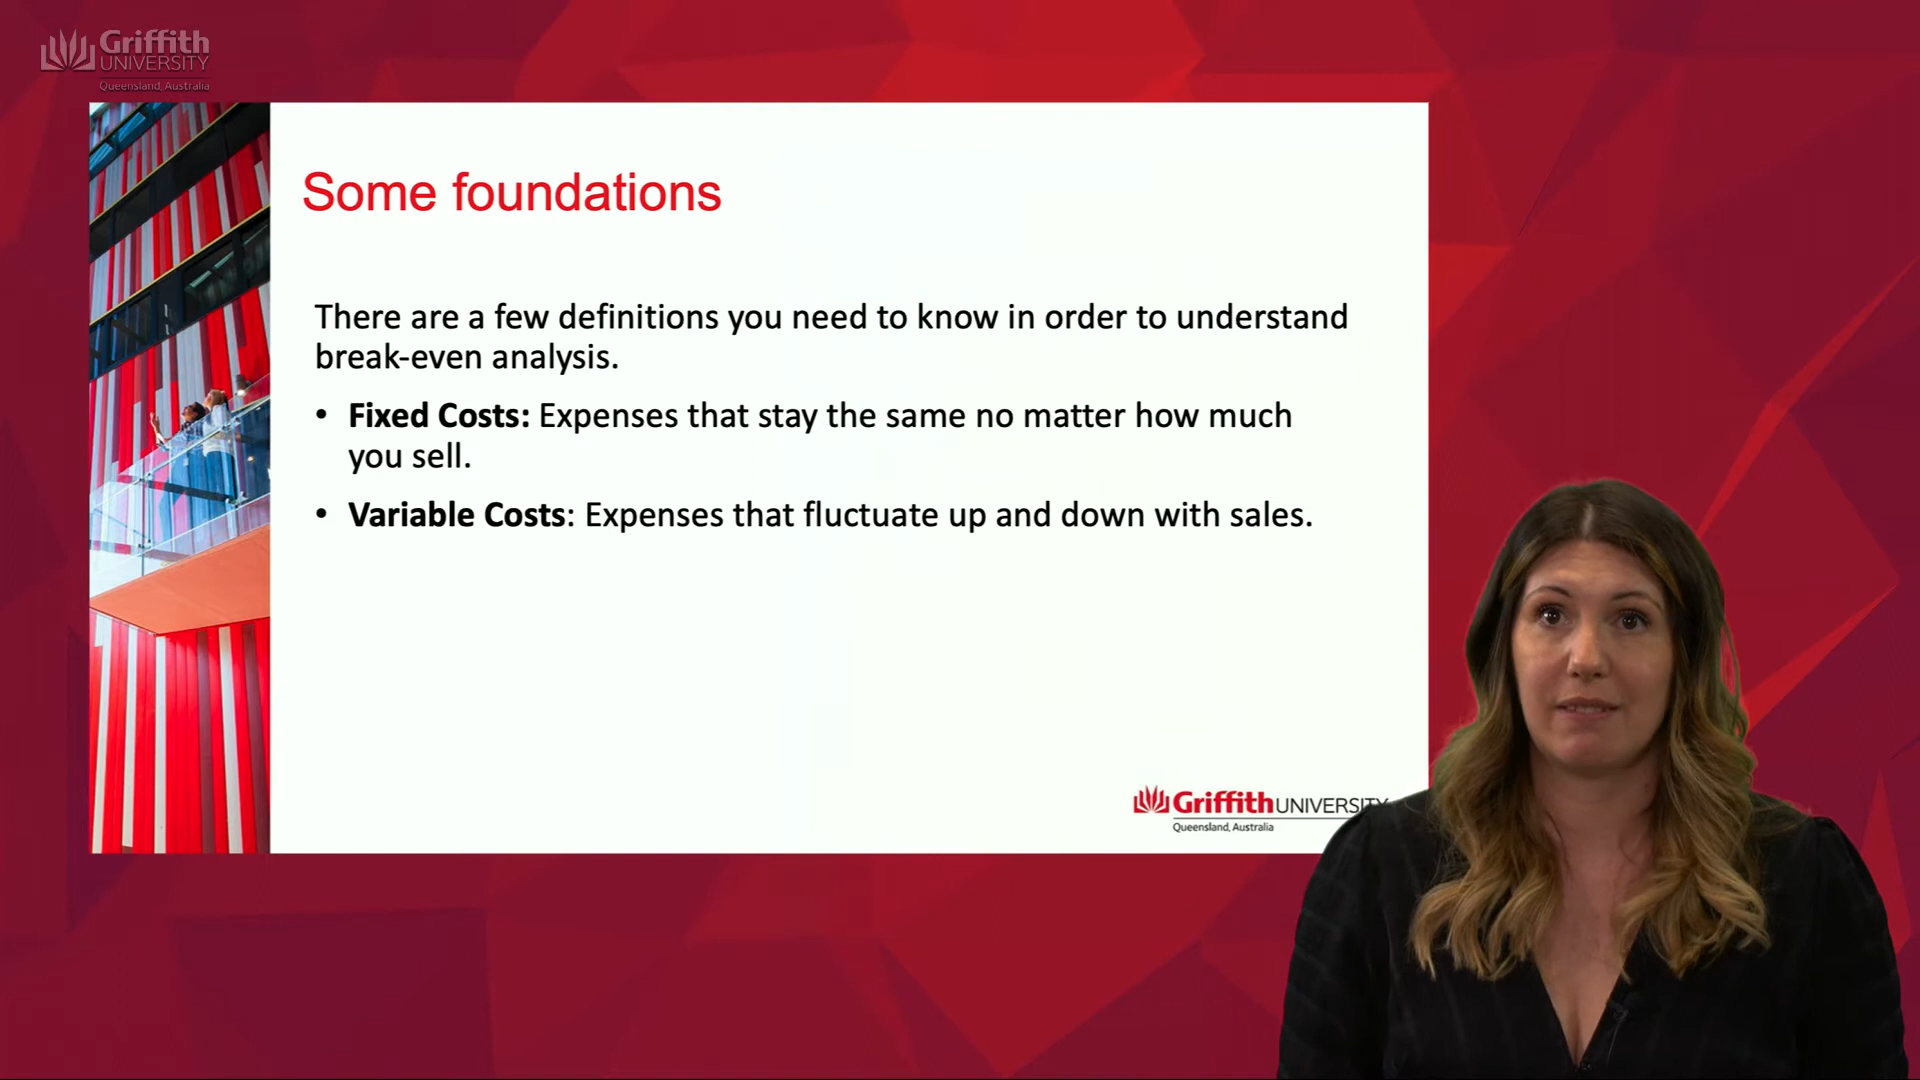 Griffith
UNIVERSITY
Queensland, Australia
Some foundations
There are a few definitions you need to know in order to understand
break-even analysis.
• Fixed Costs: Expenses that stay the same no matter how much
you sell.
• Variable Costs: Expenses that fluctuate up and down with sales.
Griffith UNIVERSITY
Queensland, Australia